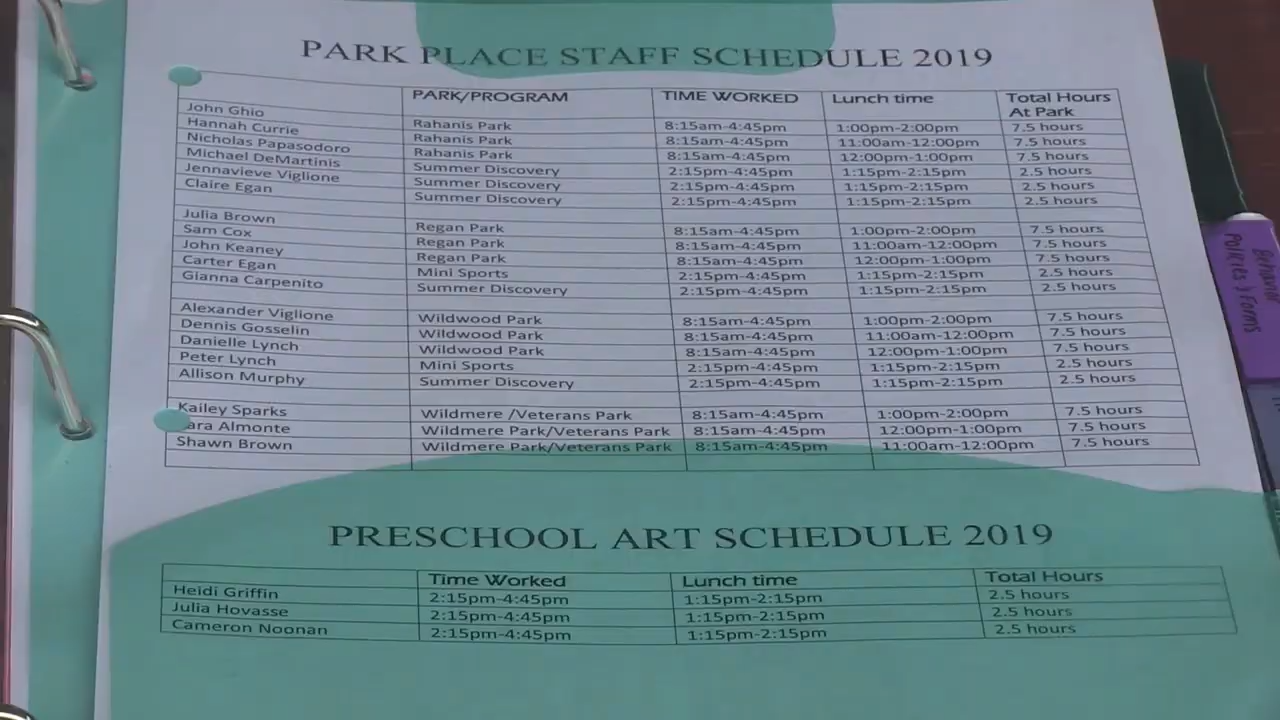 PARK PLACE STAFF SCHEDULE 2019
PARK/PROGRAM TIME WORKED Lunch time Total Hours At Park
John Ghio Rahanis Park 8:15am-4:45pm 1:00pm-2:00pm 7.5 hours
Hannah Currie Rahanis Park 8:15am-4:45pm 11:00am-12:00pm 7.5 hours
Nicholas Papasodoro Rahanis Park 8:15am-4:45pm 12:00pm-1:00pm 7.5 hours
Michael DeMartinis Summer Discovery 2:15pm-4:45pm 1:15pm-2:15pm 2.5 hours
Jennavieve Viglione Summer Discovery 2:15pm-4:45pm 1:15pm-2:15pm 2.5 hours
Claire Egan Summer Discovery 2:15pm-4:45pm 1:15pm-2:15pm 2.5 hours
Julia Brown Regan Park 8:15am-4:45pm 1:00pm-2:00pm 7.5 hours
Sam Cox Regan Park 8:15am-4:45pm 11:00am-12:00pm 7.5 hours
John Keaney Regan Park 8:15am-4:45pm 12:00pm-1:00pm 7.5 hours
Carter Egan Mini Sports 2:15pm-4:45pm 1:15pm-2:15pm 2.5 hours
Gianna Carpenito Summer Discovery 2:15pm-4:45pm 1:15pm-2:15pm 2.5 hours
Alexander Viglione Wildwood Park 8:15am-4:45pm 1:00pm-2:00pm 7.5 hours
Dennis Gosselin Wildwood Park 8:15am-4:45pm 11:00am-12:00pm 7.5 hours
Danielle Lynch Wildwood Park 8:15am-4:45pm 12:00pm-1:00pm 7.5 hours
Peter Lynch Mini Sports 2:15pm-4:45pm 1:15pm-2:15pm 2.5 hours
Allison Murphy Summer Discovery 2:15pm-4:45pm 1:15pm-2:15pm 2.5 hours
Kailey Sparks Wildmere /Veterans Park 8:15am-4:45pm 1:00pm-2:00pm 7.5 hours
ara Almonte Wildmere Park/Veterans Park 8:15am-4:45pm 12:00pm-1:00pm 7.5 hours
Shawn Brown Wildmere Park/Veterans Park 8:15am-4:45pm 11:00am-12:00pm 7.5 hours
PRESCHOOL ART SCHEDULE 2019
Time Worked Lunch time Total Hours
Heidi Griffin 2:15pm-4:45pm 1:15pm-2:15pm 2.5 hours
Julia Hovasse 2:15pm-4:45pm 1:15pm-2:15pm 2.5 hours
Cameron Noonan 2:15pm-4:45pm 1:15pm-2:15pm 2.5 hours
Behavior
Policies & Forms